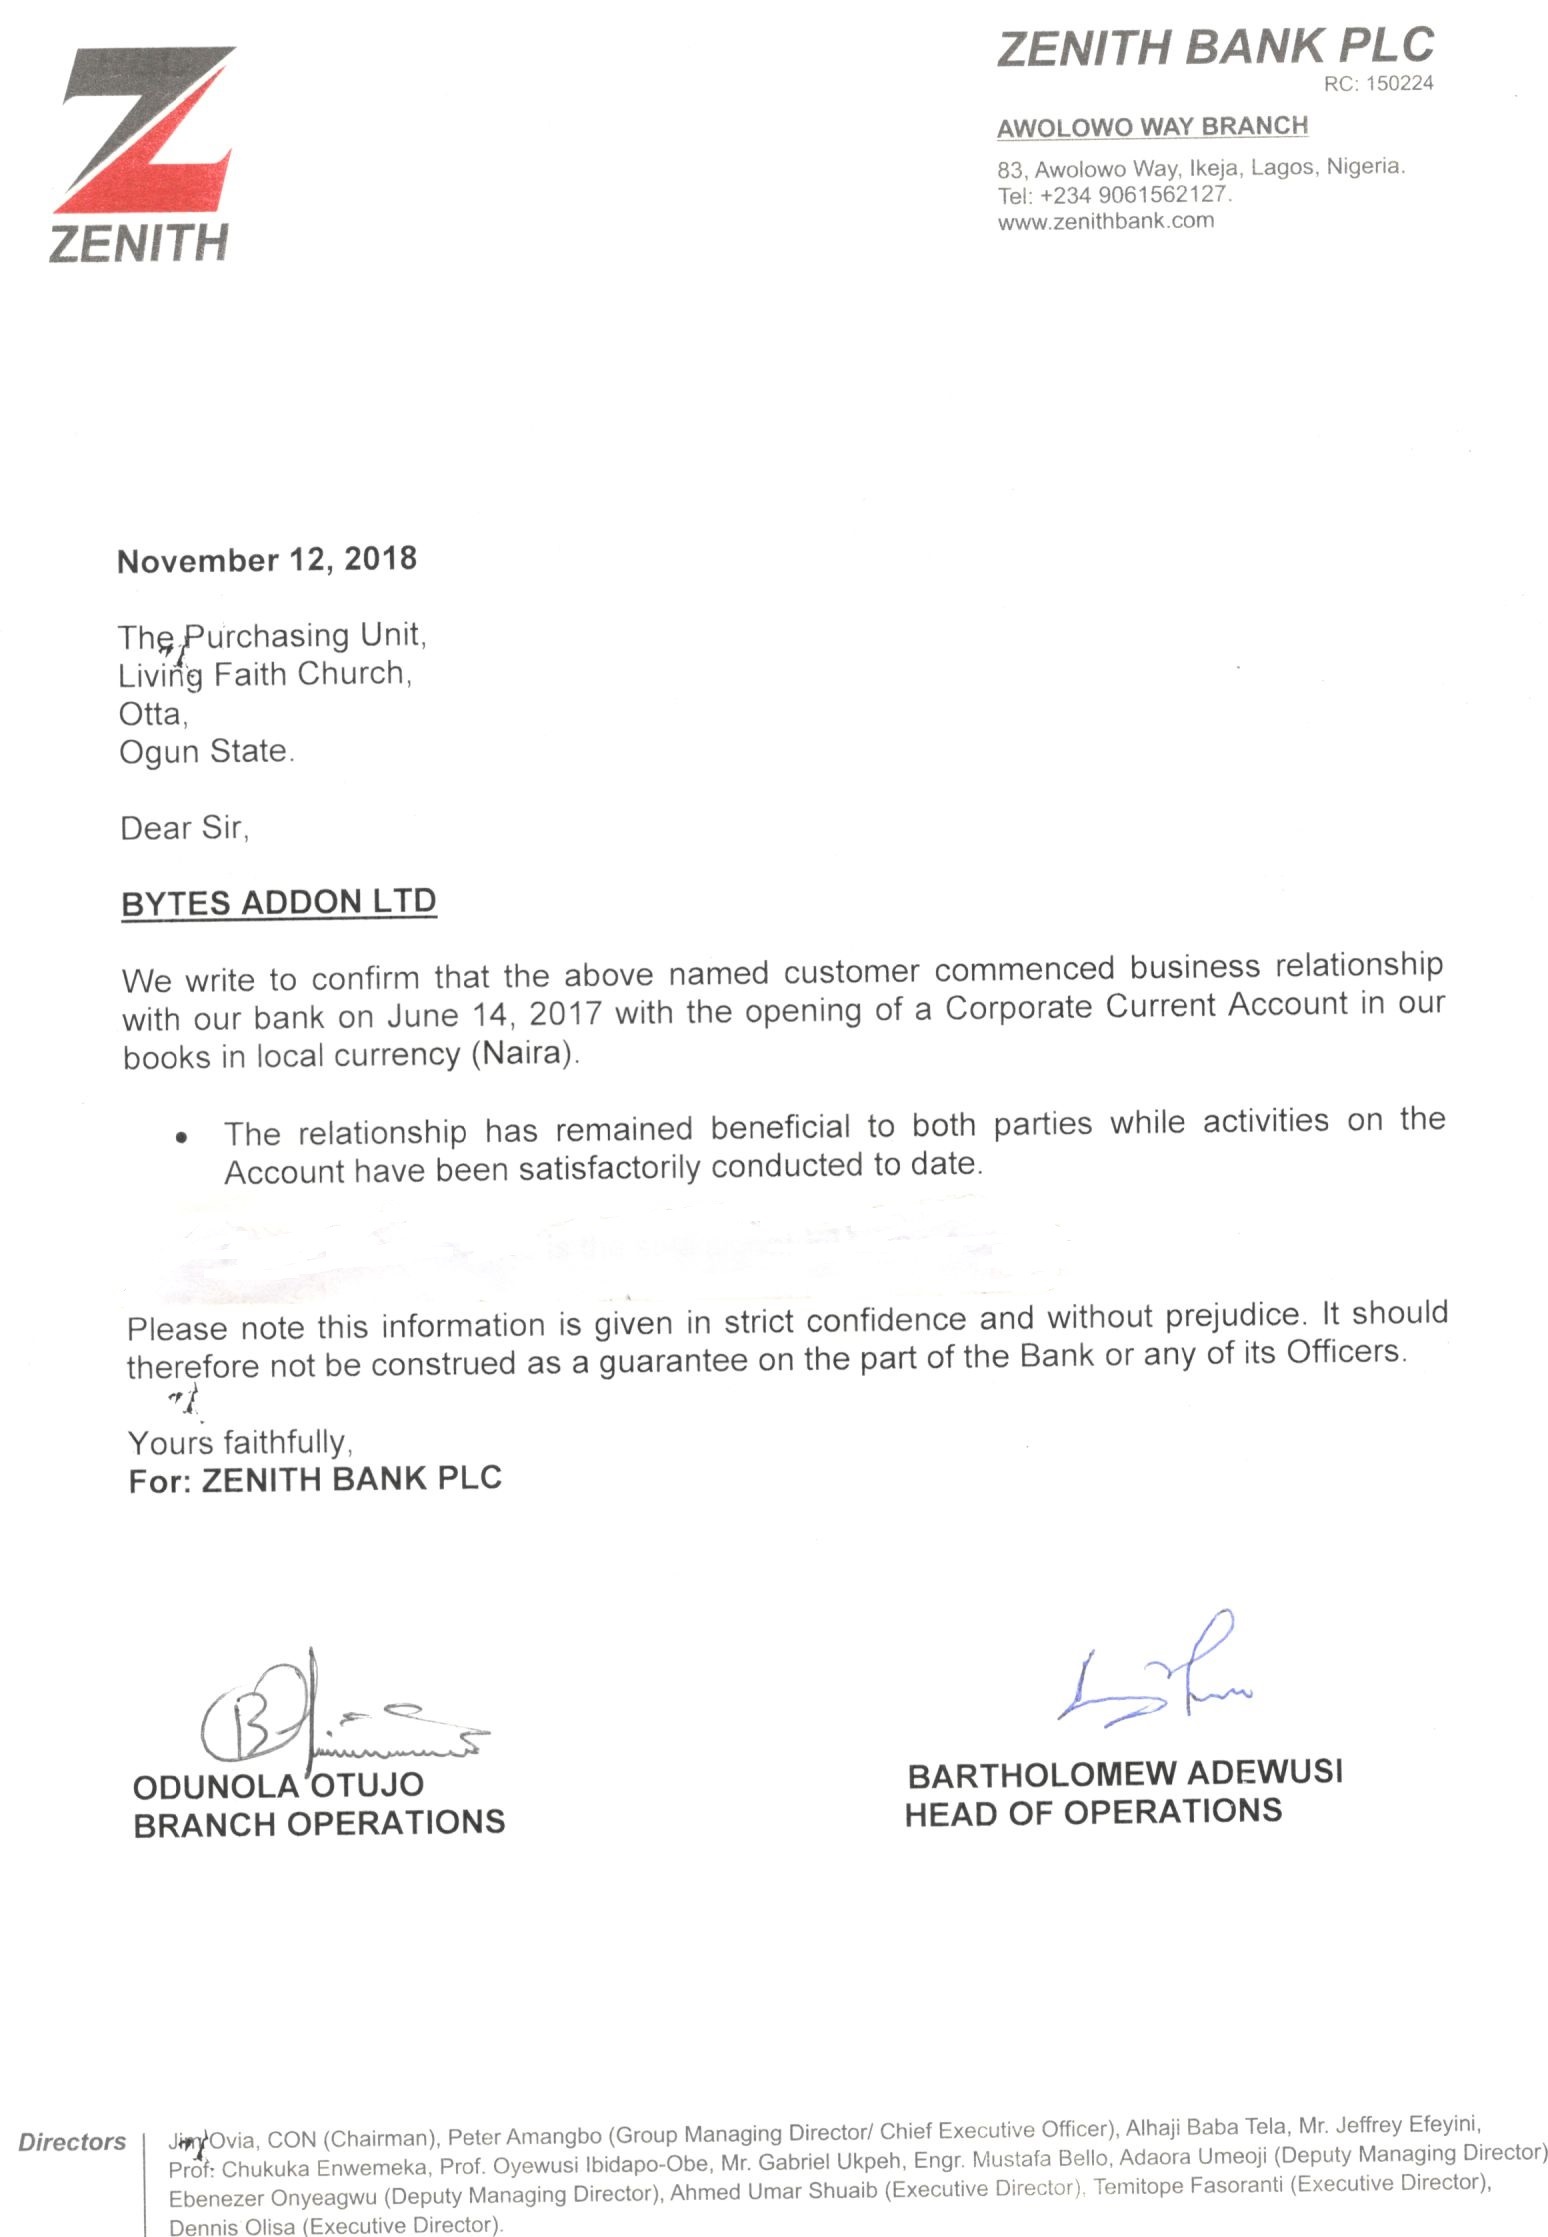 ZENITH
ZENITH BANK PLC
RC: 150224
AWOLOWO WAY BRANCH
83, Awolowo Way, Ikeja, Lagos, Nigeria.
Tel: +234 9061562127.
www.zenithbank.com
November 12, 2018
The Purchasing Unit,
Living Faith Church,
Otta,
Ogun State.
Dear Sir,
BYTES ADDON LTD
We write to confirm that the above named customer commenced business relationship
with our bank on June 14, 2017 with the opening of a Corporate Current Account in our
books in local currency (Naira).
• The relationship has remained beneficial to both parties while activities on the
Account have been satisfactorily conducted to date.
Please note this information is given in strict confidence and without prejudice. It should
therefore not be construed as a guarantee on the part of the Bank or any of its Officers.
Yours faithfully,
For: ZENITH BANK PLC
ODUNOLA OTUJO
BRANCH OPERATIONS
BARTHOLOMEW ADEWUSI
HEAD OF OPERATIONS
Directors
Jim Ovia, CON (Chairman), Peter Amangbo (Group Managing Director/ Chief Executive Officer), Alhaji Baba Tela, Mr. Jeffrey Efeyini,
Prof: Chukuka Enwemeka, Prof. Oyewusi Ibidapo-Obe, Mr. Gabriel Ukpeh, Engr. Mustafa Bello, Adaora Umeoji (Deputy Managing Director)
Ebenezer Onyeagwu (Deputy Managing Director), Ahmed Umar Shuaib (Executive Director), Temitope Fasoranti (Executive Director),
Dennis Olisa (Executive Director).